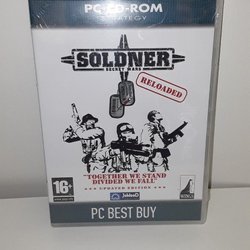 PC CD-ROM
STRATEGY
SOLDNER
SECRET WARS
RELOADED
"TOGETHER WE STAND
DIVIDED WE FALL"
UPDATED EDITION
16+
JoWooD
PC BEST BUY